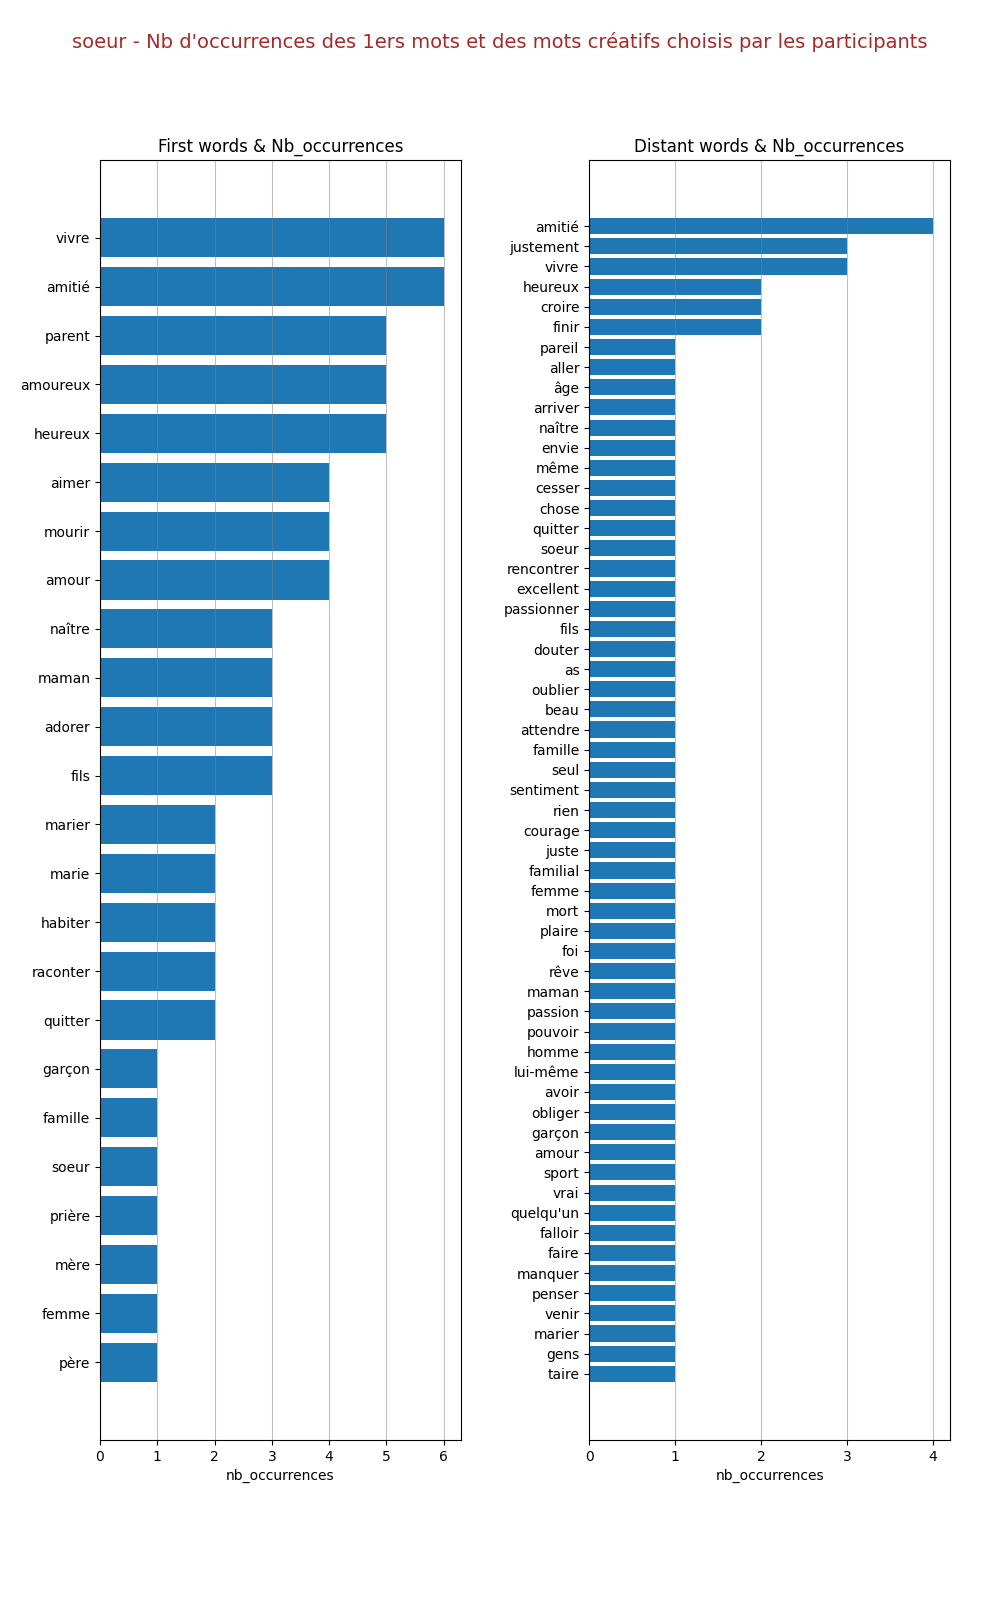 soeur - Nb d'occurrences des 1ers mots et des mots créatifs choisis par les participants
First words & Nb_occurrences
vivre
amitié
parent
amoureux
heureux
aimer
mourir
amour
naître
maman
adorer
fils
marier
marie
habiter
raconter
quitter
garçon
famille
soeur
prière
mère
femme
père
0 1 2 3 4 5 6
nb_occurrences
Distant words & Nb_occurrences
amitié
justement
vivre
heureux
croire
finir
pareil
aller
âge
arriver
naître
envie
même
cesser
chose
quitter
soeur
rencontrer
excellent
passionner
fils
douter
as
oublier
beau
attendre
famille
seul
sentiment
rien
courage
juste
familial
femme
mort
plaire
foi
rêve
maman
passion
pouvoir
homme
lui-même
avoir
obliger
garçon
amour
sport
vrai
quelqu'un
falloir
faire
manquer
penser
venir
marier
gens
taire
0 1 2 3 4
nb_occurrences